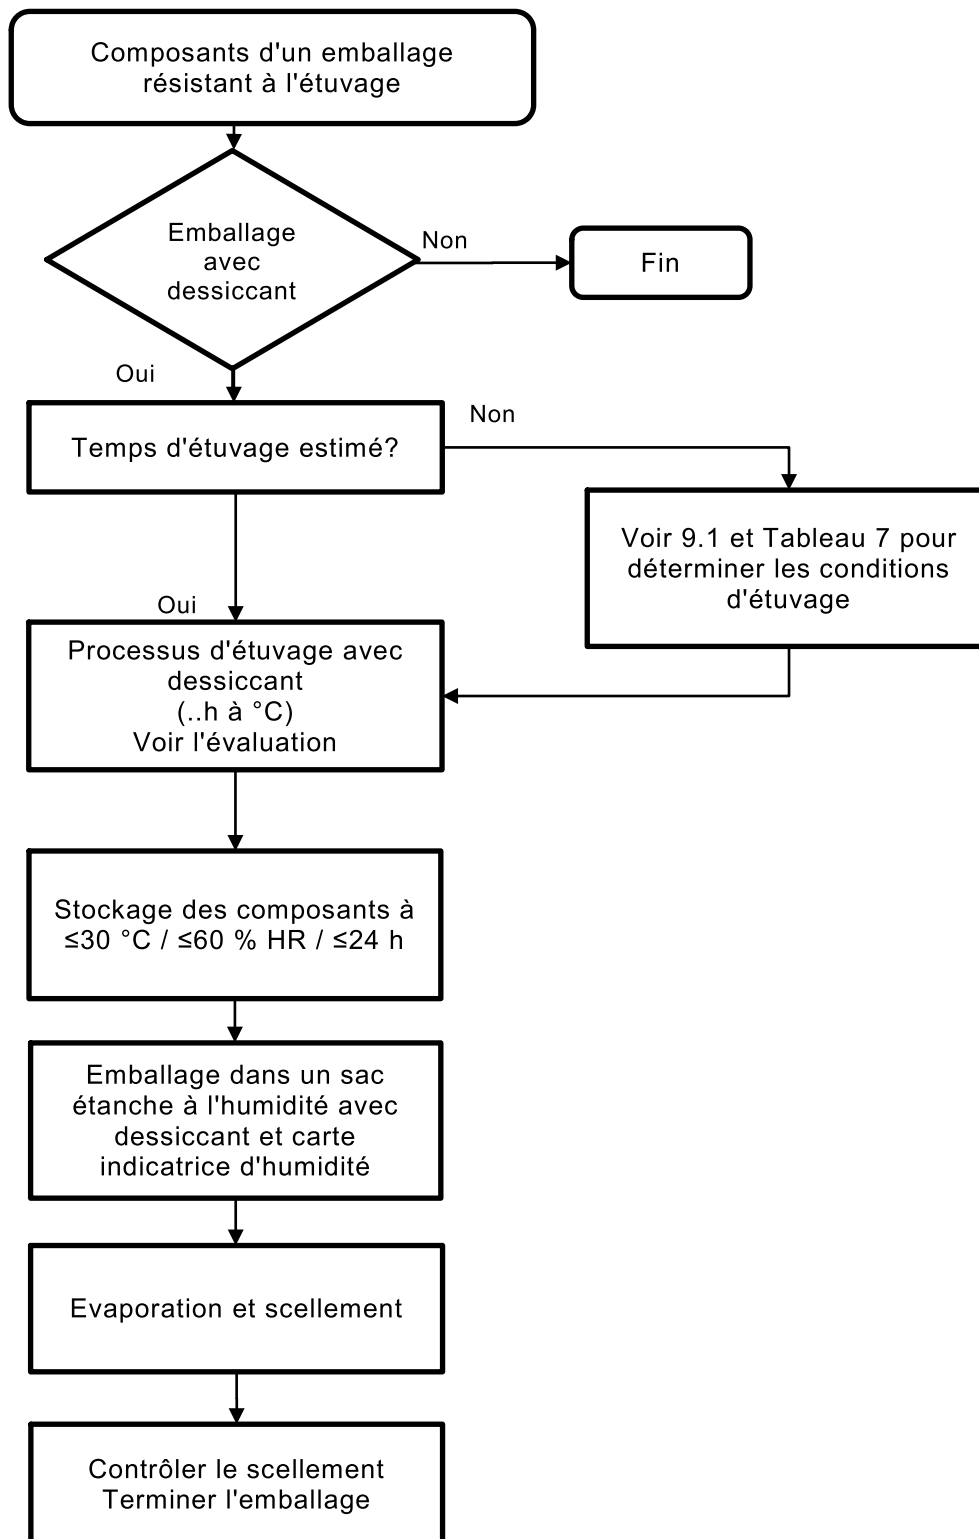 Composants d'un emballage
résistant à l'étuvage
Emballage
avec
dessiccant
Non
Fin
Oui
Temps d'étuvage estimé?
Non
Voir 9.1 et Tableau 7 pour
déterminer les conditions
d'étuvage
Oui
Processus d'étuvage avec
dessiccant
(..h à °C)
Voir l'évaluation
Stockage des composants à
≤30 °C / ≤60 % HR / ≤24 h
Emballage dans un sac
étanche à l'humidité avec
dessiccant et carte
indicatrice d'humidité
Evaporation et scellement
Contrôler le scellement
Terminer l'emballage